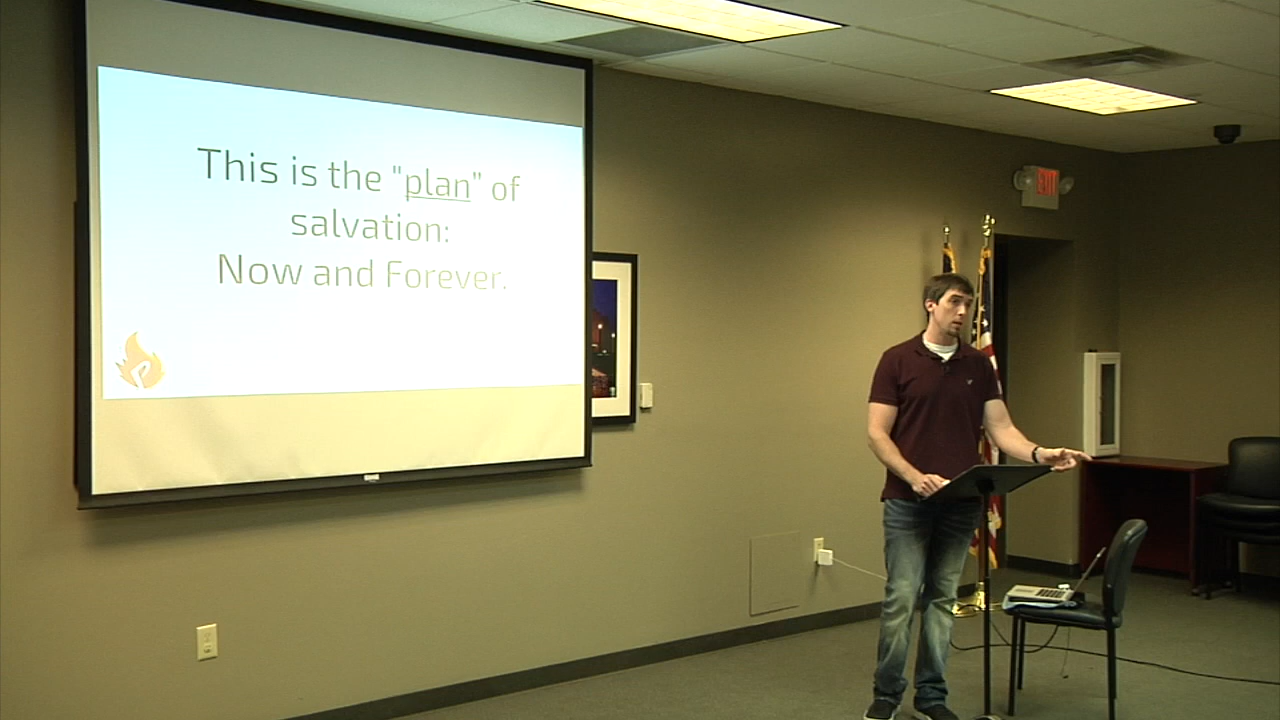 This is the "plan" of
salvation:
Now and Forever.
P
EXIT